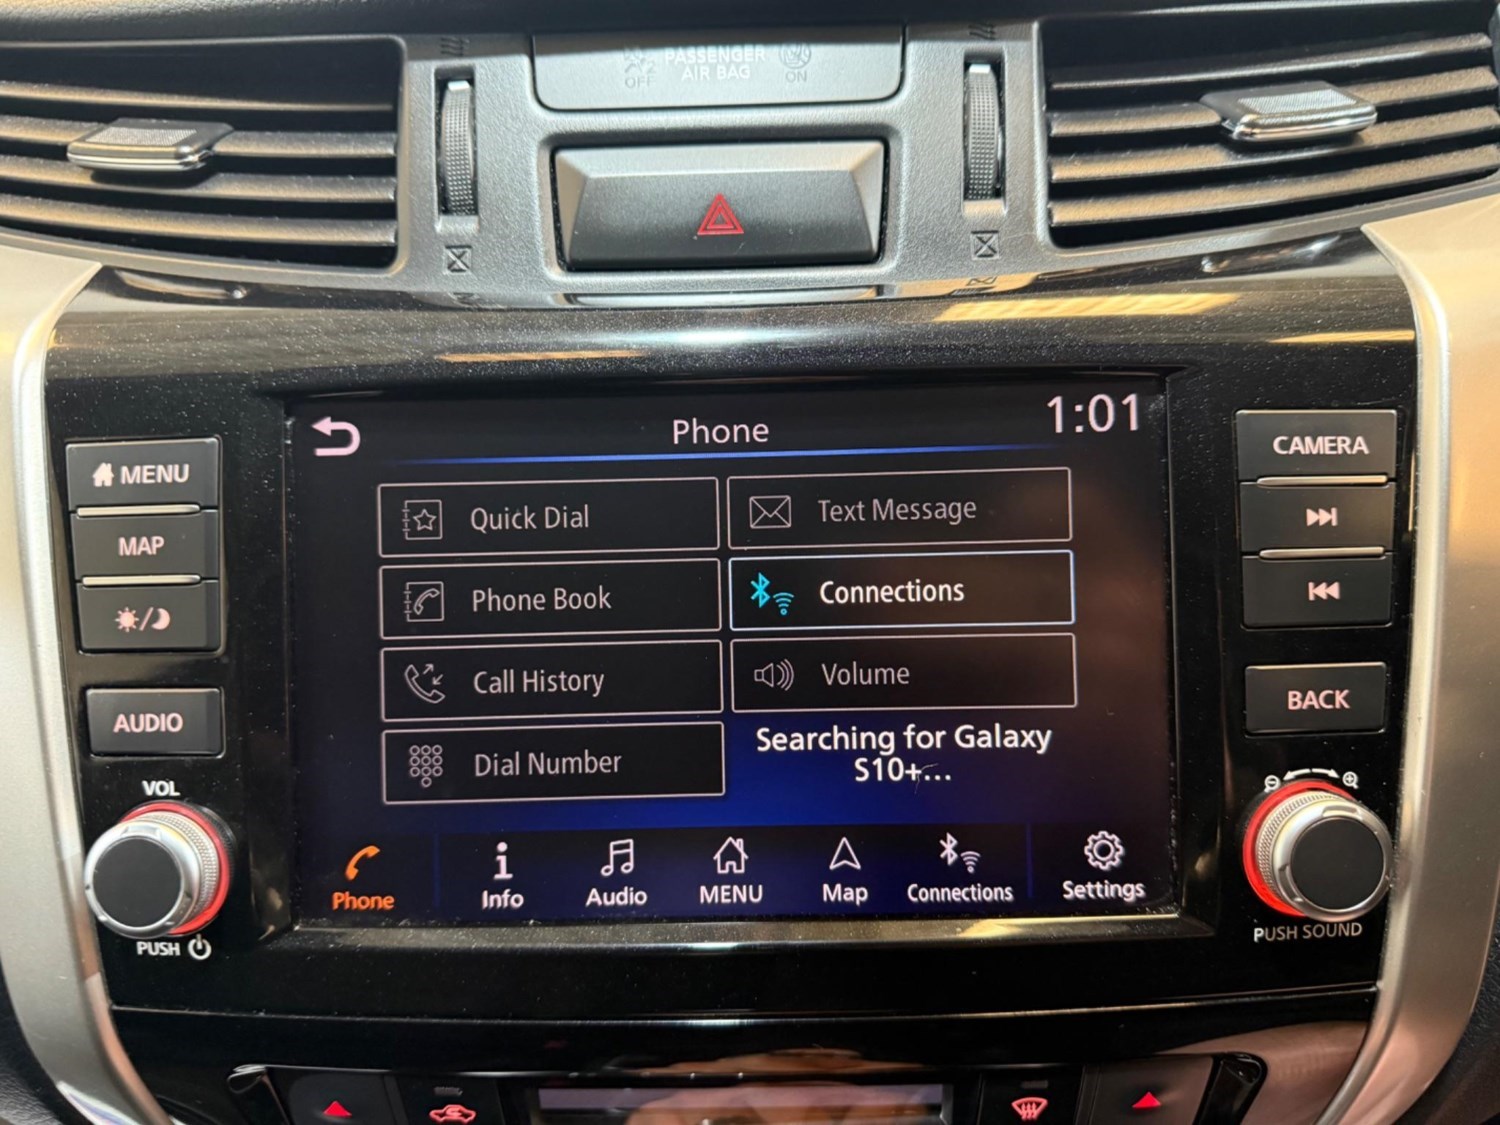 PASSENGER
AIR BAG
OFF
ON
Phone
1:01
MENU
MAP
AUDIO
VOL
PUSH
Quick Dial
Phone Book
Call History
Dial Number
Text Message
Connections
Volume
Searching for Galaxy
S10+...
Phone
Info
Audio
MENU
Map
Connections
Settings
CAMERA
BACK
PUSH SOUND